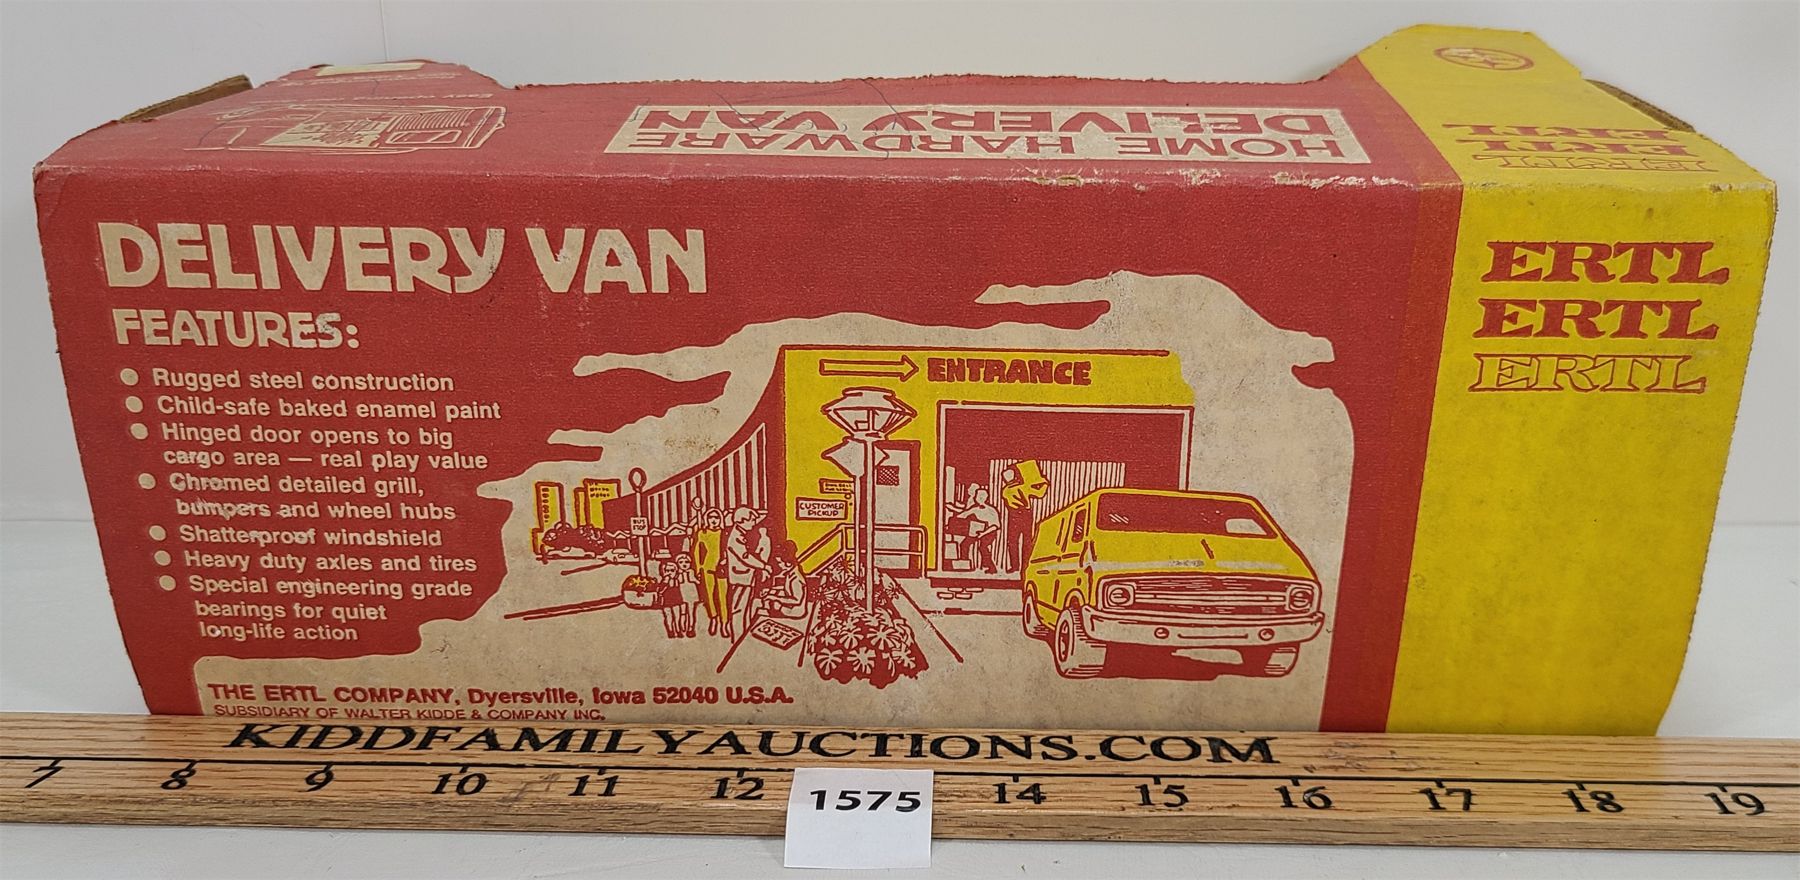 HOME HARDWARE
DELIVERY VAN
ERTL
ERTL
ERTL
DELIVERY VAN
FEATURES:
Rugged steel construction
Child-safe baked enamel paint
Hinged door opens to big
cargo area — real play value
Chromed detailed grill,
bumpers and wheel hubs
Shatterproof windshield
Heavy duty axles and tires
Special engineering grade
bearings for quiet
long-life action
ENTRANCE
CUSTOMER
PICKUP
BUS
STOP
ERTL
ERTL
ERTL
THE ERTL COMPANY, Dyersville, Iowa 52040 U.S.A.
SUBSIDIARY OF WALTER KIDDE & COMPANY INC.
KIDDFAMILYAUCTIONS.COM
7 8 9 10 11 12 14 15 16 17 18 19
1575